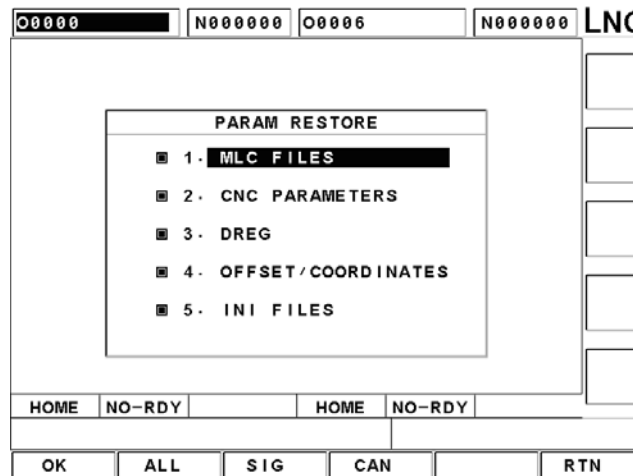 O0000 N000000 O0006 N000000 LNC
PARAM RESTORE
1. MLC FILES
2. CNC PARAMETERS
3. DREG
4. OFFSET/COORDINATES
5. INI FILES
HOME NO-RDY HOME NO-RDY
OK ALL SIG CAN RTN